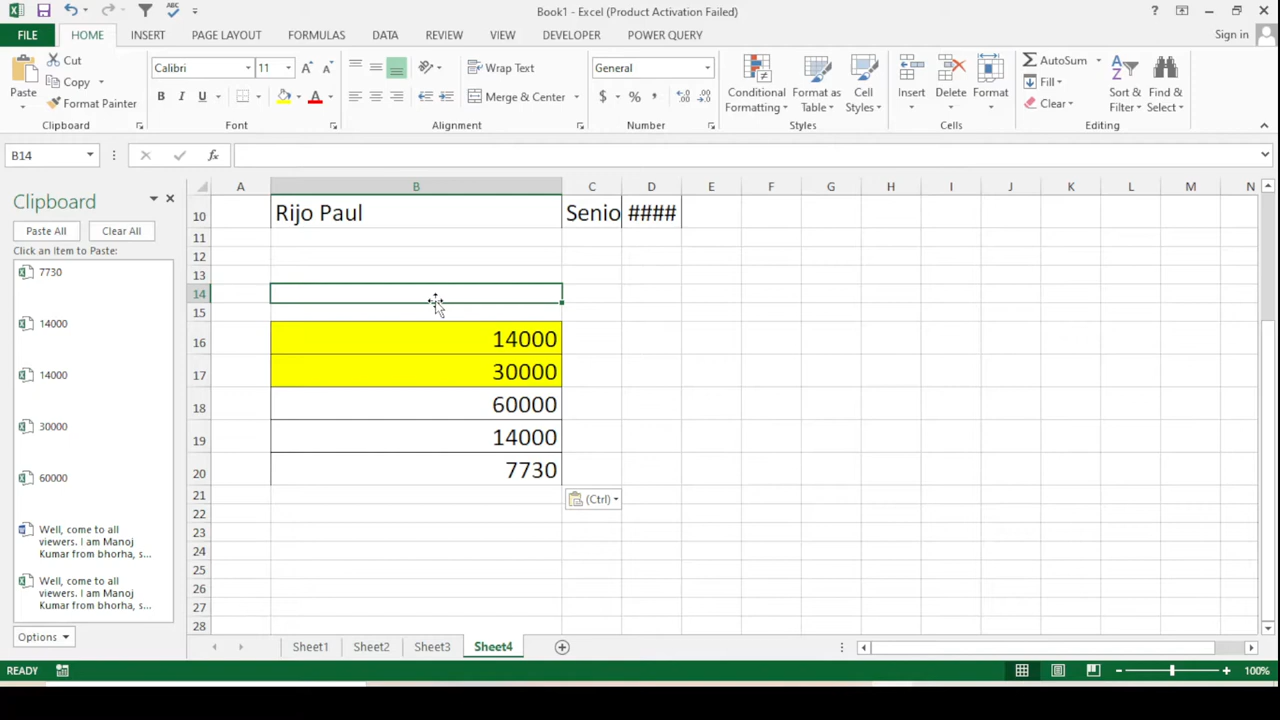 Book1 - Excel (Product Activation Failed)
FILE HOME INSERT PAGE LAYOUT FORMULAS DATA REVIEW VIEW DEVELOPER POWER QUERY Sign in
Paste
Cut
Copy
Format Painter
Clipboard
Calibri 11
B I U
Font
Wrap Text
Merge & Center
Alignment
General
$ % ,
Number
Conditional Formatting
Format as Table
Cell Styles
Styles
Insert Delete Format
Cells
AutoSum
Fill
Clear
Sort & Filter
Find & Select
Editing
B14
fx
Clipboard
Paste All Clear All
Click an Item to Paste:
7730
14000
14000
30000
60000
Well, come to all
viewers. I am Manoj
Kumar from bhorha, s...
Well, come to all
viewers. I am Manoj
Kumar from bhorha, s...
Options
A B C D E F G H I J K L M N
10 Rijo Paul Senio ####
11
12
13
14
15
16 14000
17 30000
18 60000
19 14000
20 7730
(Ctrl)
21
22
23
24
25
26
27
28
Sheet1 Sheet2 Sheet3 Sheet4
READY 100%